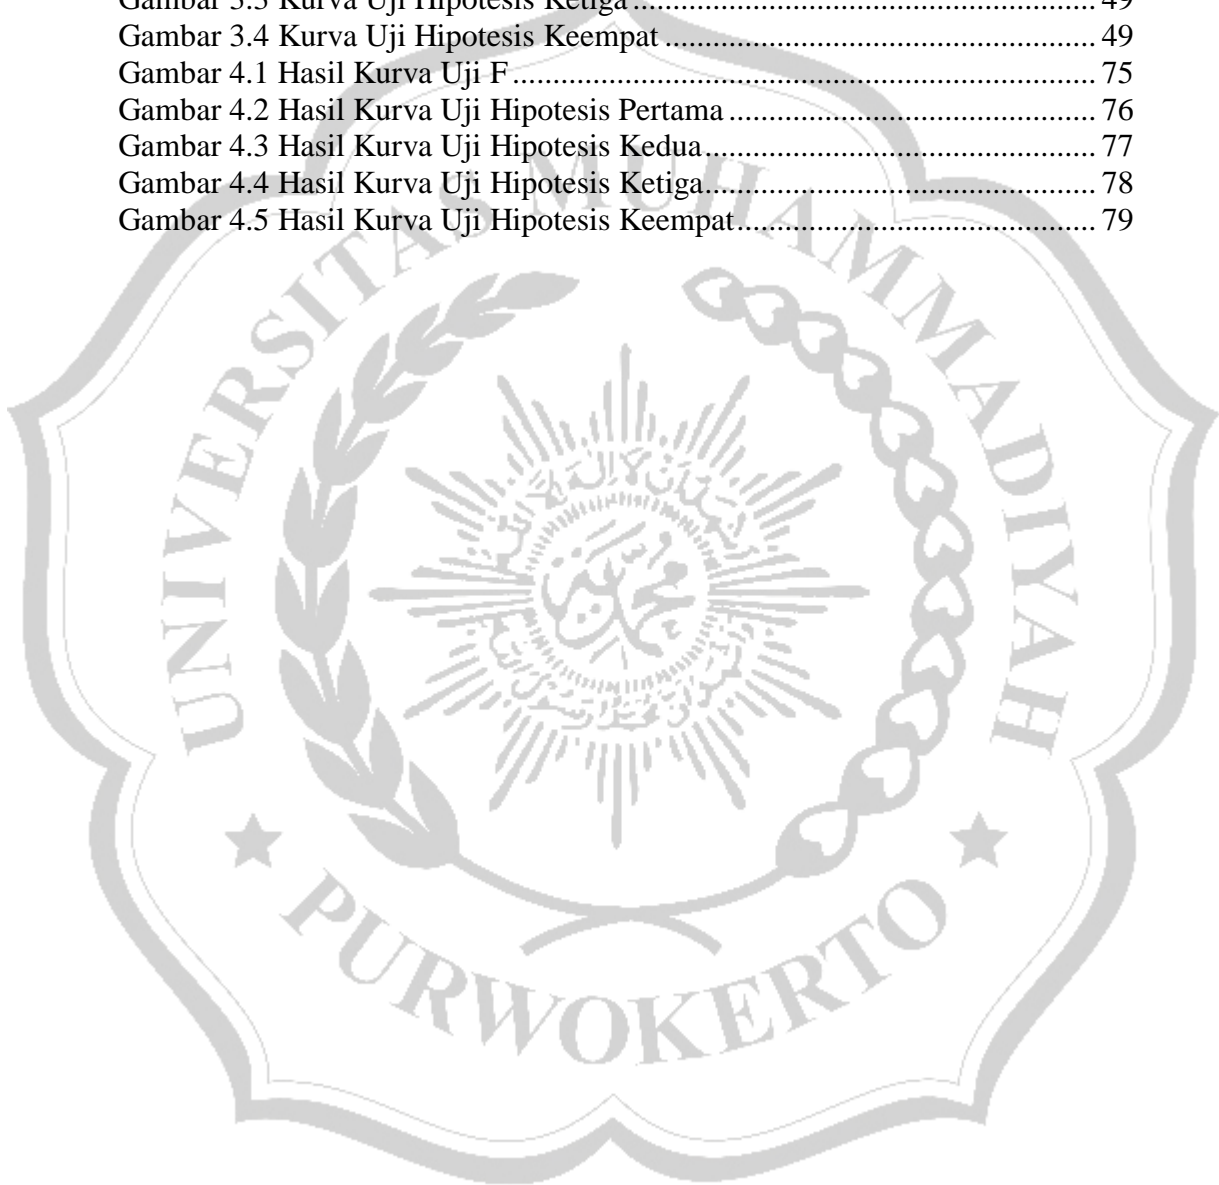 Gambar 3.3 Kurva Uji Hipotesis Ketiga ........................................................ 49
Gambar 3.4 Kurva Uji Hipotesis Keempat ...................................................... 49
Gambar 4.1 Hasil Kurva Uji F ......................................................................... 75
Gambar 4.2 Hasil Kurva Uji Hipotesis Pertama .............................................. 76
Gambar 4.3 Hasil Kurva Uji Hipotesis Kedua ................................................. 77
Gambar 4.4 Hasil Kurva Uji Hipotesis Ketiga ................................................. 78
Gambar 4.5 Hasil Kurva Uji Hipotesis Keempat ............................................. 79
UNIVERSITAS MUHAMMADIYAH
محمد
PURWOKERTO